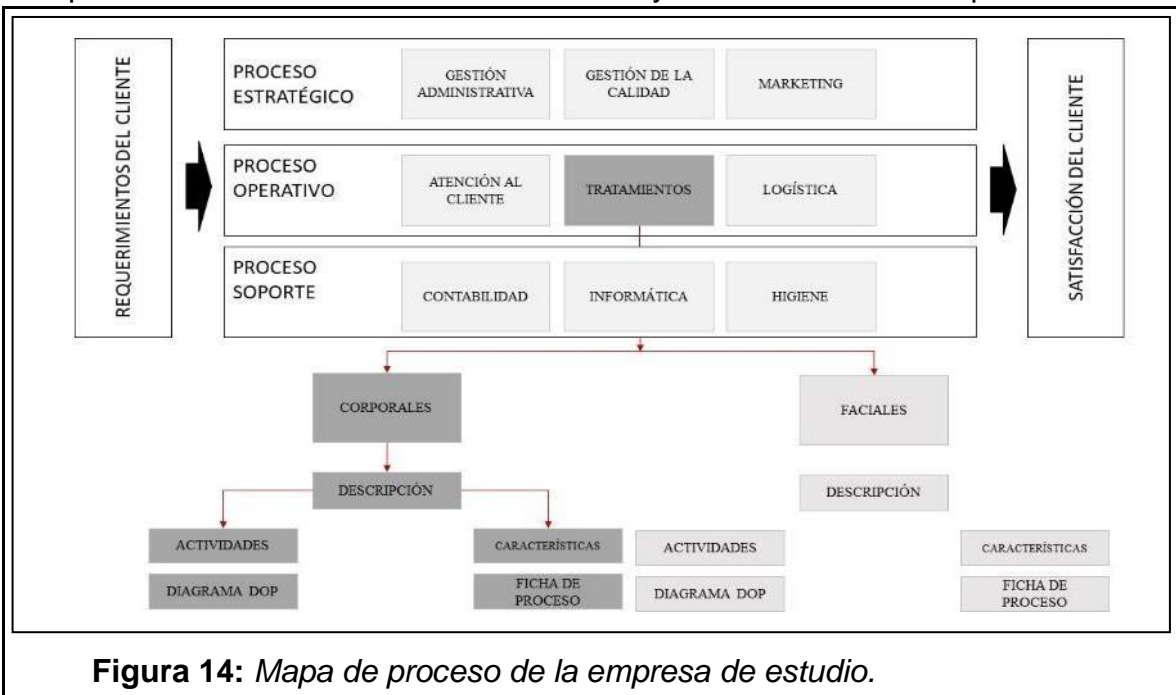 REQUERIMIENTOS DEL CLIENTE
PROCESO
ESTRATÉGICO
GESTIÓN
ADMINISTRATIVA
GESTIÓN DE LA
CALIDAD
MARKETING
PROCESO
OPERATIVO
ATENCIÓN AL
CLIENTE
TRATAMIENTOS
LOGÍSTICA
PROCESO
SOPORTE
CONTABILIDAD
INFORMÁTICA
HIGIENE
SATISFACCIÓN DEL CLIENTE
CORPORALES
FACIALES
DESCRIPCIÓN
DESCRIPCIÓN
ACTIVIDADES
CARACTERÍSTICAS
ACTIVIDADES
CARACTERÍSTICAS
DIAGRAMA DOP
FICHA DE
PROCESO
DIAGRAMA DOP
FICHA DE
PROCESO
Figura 14: Mapa de proceso de la empresa de estudio.